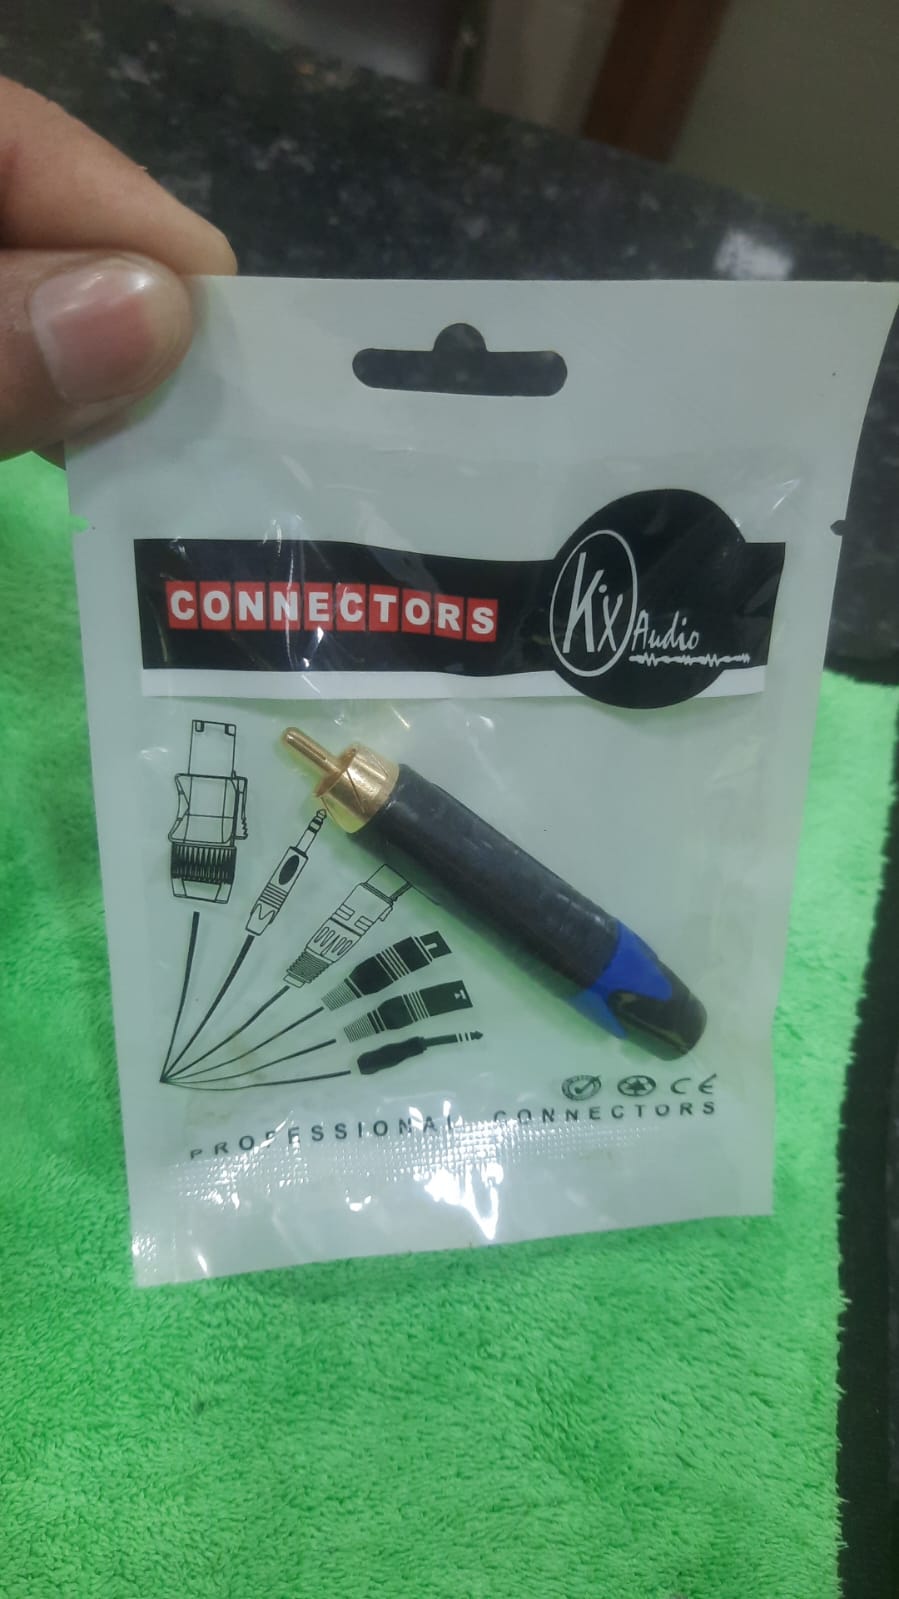 CONNECTORS
Kx Audio
CE
PROFESSIONAL CONNECTORS